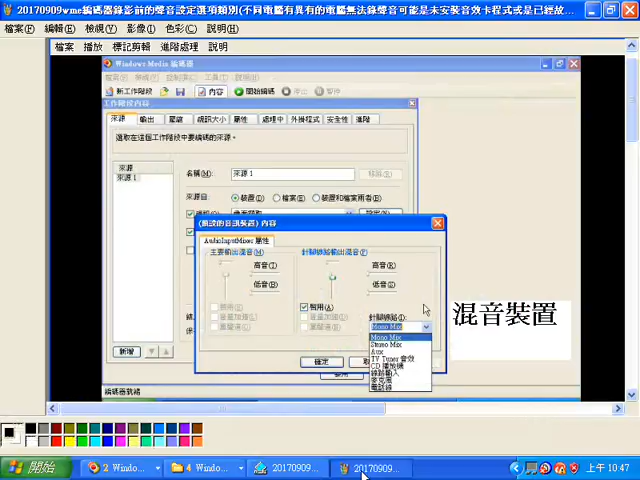 20170909wme編碼器錄影前的聲音設定選項類別(不同電腦有異有的電腦無法錄聲音可能是未安裝音效卡程式或是已經故...
檔案(F) 編輯(E) 檢視(V) 影像(I) 色彩(C) 說明(H)
檔案 播放 標記剪輯 進階處理 說明
Windows Media 編碼器
新工作階段 內容 開始編碼
工作階段內容
來源 輸出 壓縮 視訊大小 屬性 處理中 外掛程式 安全性 進階
選取在這個工作階段中要編碼的來源。
來源
來源 1
名稱(M): 來源 1
來源自: 裝置(D) 檔案(F) 裝置和檔案兩者(B)
(預設的音訊裝置) 內容
AudioInputMixer 屬性
主要輸出混音(M) 針腳線路輸出混音(P)
高音(T) 高音(R)
低音(B) 低音(S)
啟用(A)
針腳線路(I):
Mono Mix
Mono Mix
Stereo Mix
Aux
TV Tuner 音效
CD 播放機
線路輸入
麥克風
電話線
混音裝置
新增 確定
編碼器就緒
開始 2 Windo... 4 Windo... 20170909... 20170909... 上午 10:47